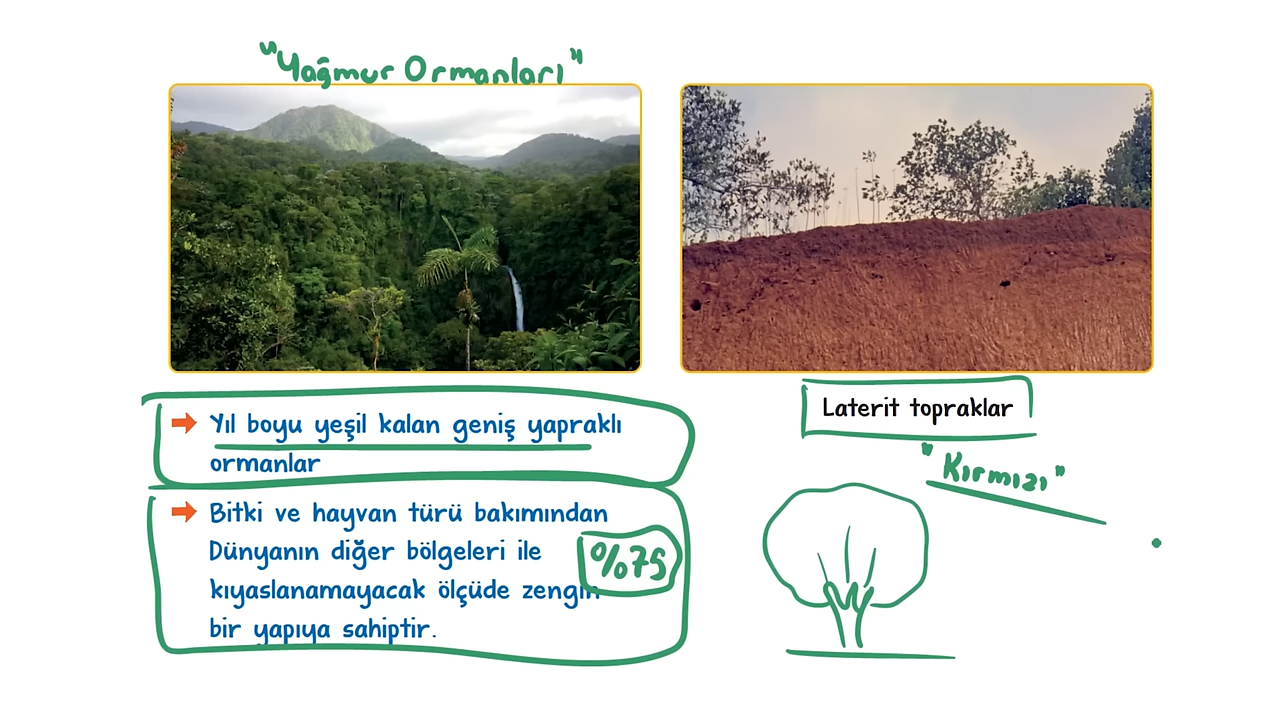 "Yağmur Ormanları"
Yıl boyu yeşil kalan geniş yapraklı
ormanlar
Bitki ve hayvan türü bakımından
Dünyanın diğer bölgeleri ile
kıyaslanamayacak ölçüde zengin
bir yapıya sahiptir.
%75
Laterit topraklar
"Kırmızı"